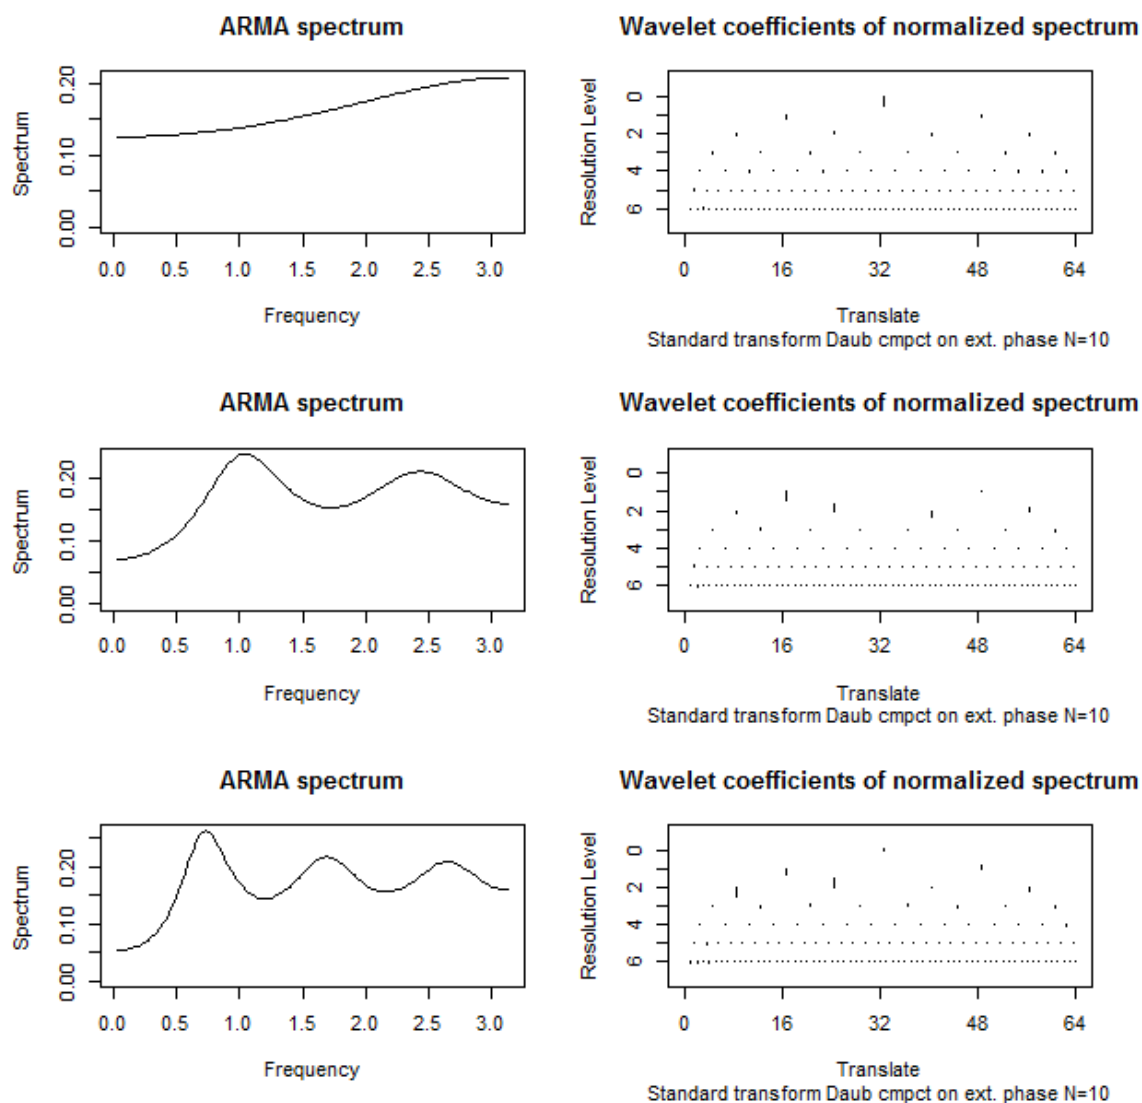 ARMA spectrum
Wavelet coefficients of normalized spectrum
Spectrum
0.00 0.10 0.20
0.0 0.5 1.0 1.5 2.0 2.5 3.0
Frequency
Resolution Level
0
2
4
6
0 16 32 48 64
Translate
Standard transform Daub cmpct on ext. phase N=10
ARMA spectrum
Wavelet coefficients of normalized spectrum
Spectrum
0.00 0.10 0.20
0.0 0.5 1.0 1.5 2.0 2.5 3.0
Frequency
Resolution Level
0
2
4
6
0 16 32 48 64
Translate
Standard transform Daub cmpct on ext. phase N=10
ARMA spectrum
Wavelet coefficients of normalized spectrum
Spectrum
0.00 0.10 0.20
0.0 0.5 1.0 1.5 2.0 2.5 3.0
Frequency
Resolution Level
0
2
4
6
0 16 32 48 64
Translate
Standard transform Daub cmpct on ext. phase N=10